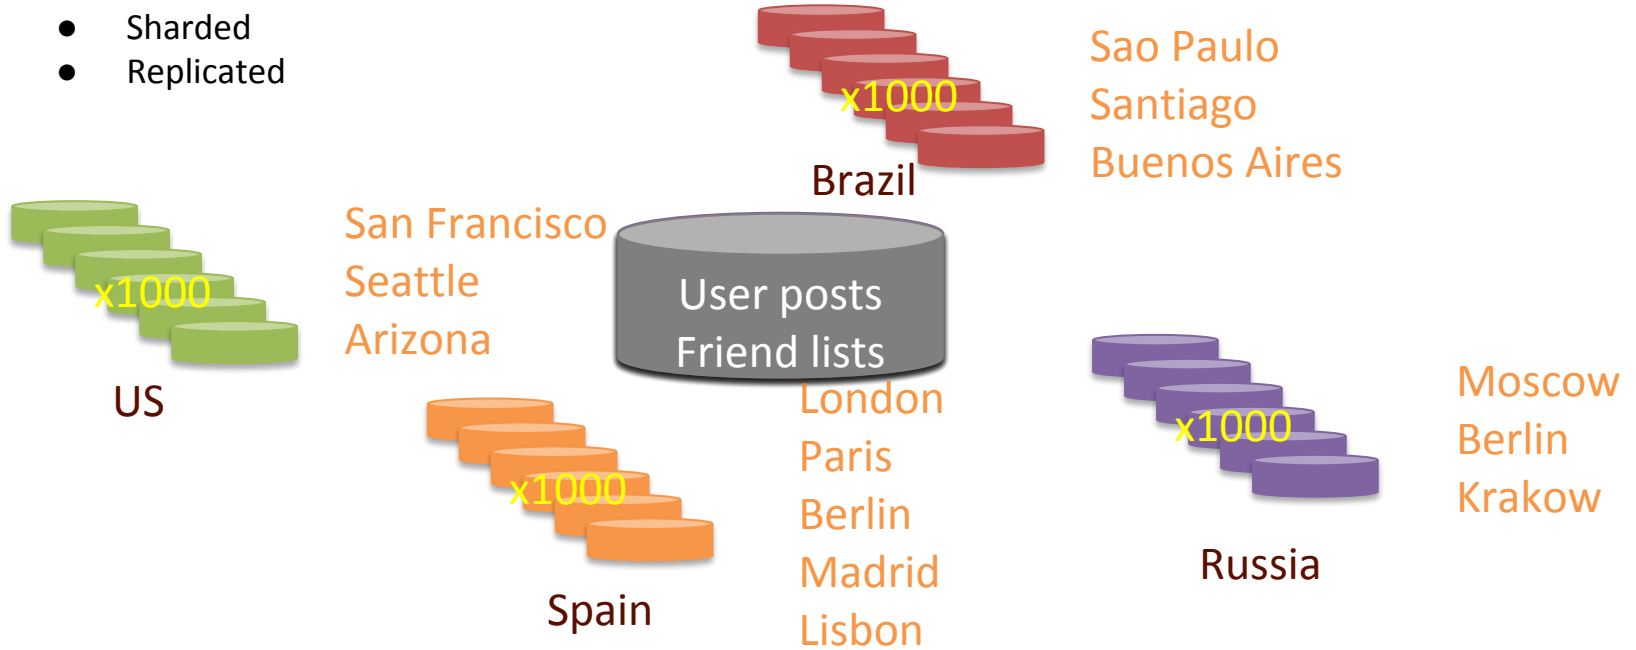 ● Sharded
● Replicated
x1000
Brazil
Sao Paulo
Santiago
Buenos Aires
x1000
US
San Francisco
Seattle
Arizona
User posts
Friend lists
x1000
Spain
London
Paris
Berlin
Madrid
Lisbon
x1000
Russia
Moscow
Berlin
Krakow